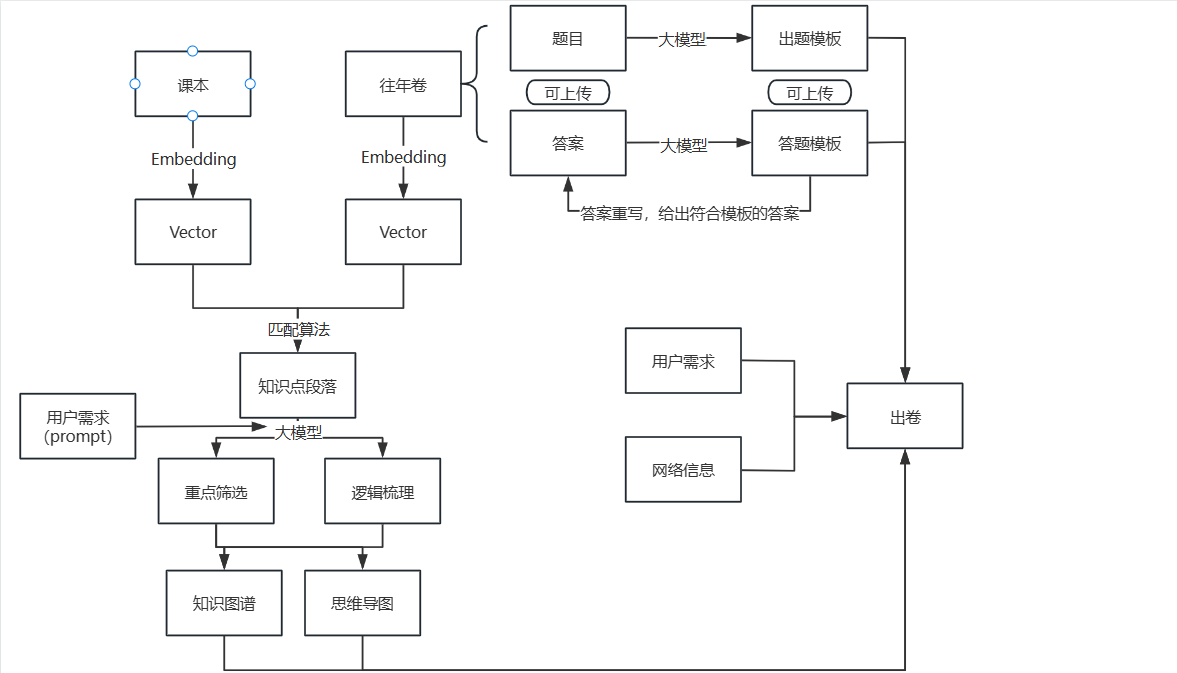 题目
大模型
出题模板
课本
往年卷
可上传
可上传
答案
大模型
答题模板
Embedding
Embedding
答案重写，给出符合模板的答案
Vector
Vector
匹配算法
用户需求
知识点段落
用户需求
（prompt）
大模型
出卷
网络信息
重点筛选
逻辑梳理
知识图谱
思维导图